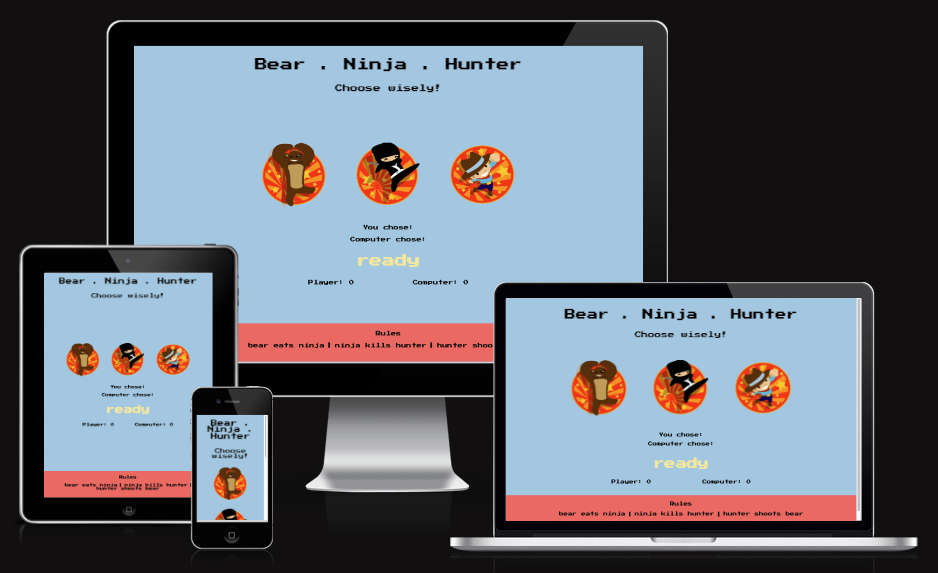 Bear . Ninja . Hunter
Choose wisely!
You chose:
Computer chose:
ready
Player: 0 Computer: 0
Rules
bear eats ninja | ninja kills hunter | hunter shoo
Bear . Ninja . Hunter
Choose wisely!
You chose:
Computer chose:
ready
Player: 0 Computer: 0
Rules
bear eats ninja | ninja kills hunter |
hunter shoots bear
Bear .
Ninja .
Hunter
Choose
wisely!
Bear . Ninja . Hunter
Choose wisely!
You chose:
Computer chose:
ready
Player: 0 Computer: 0
Rules
bear eats ninja | ninja kills hunter | hunter shoots bear